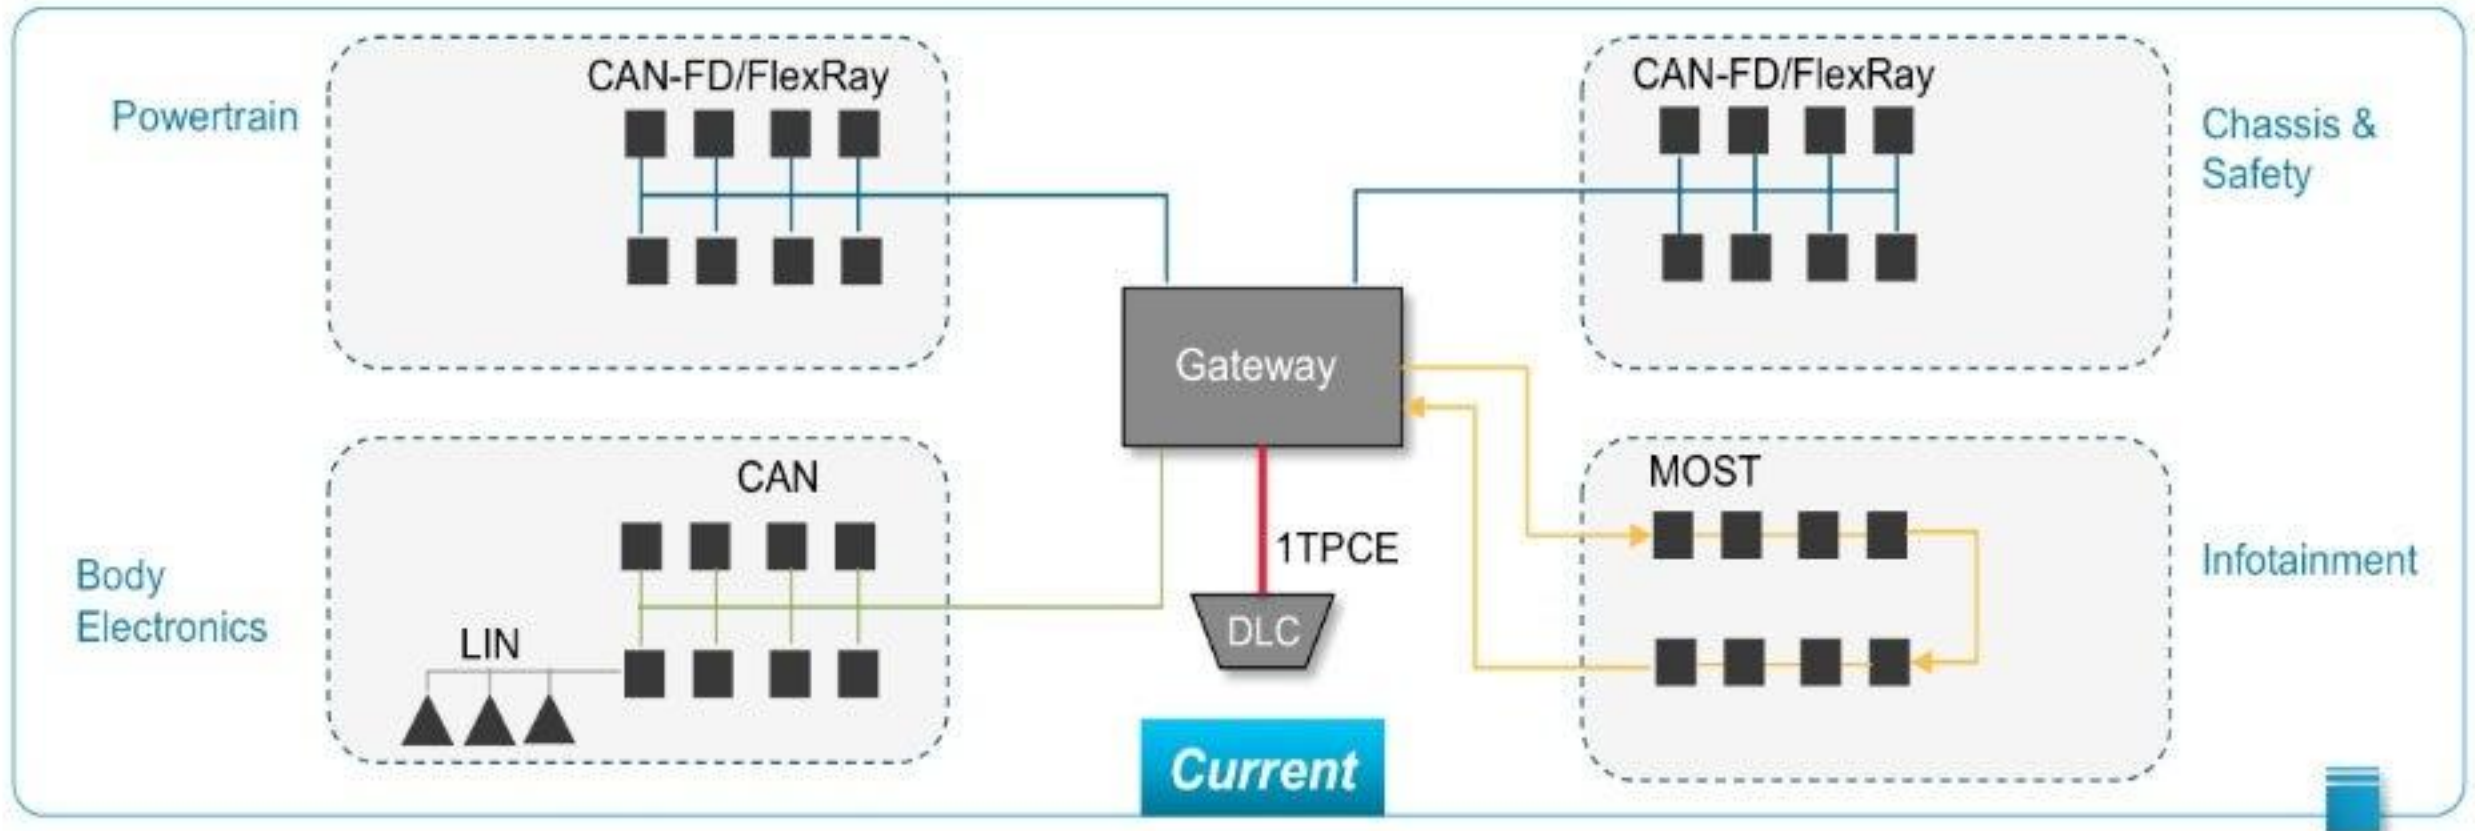 Powertrain
CAN-FD/FlexRay
CAN-FD/FlexRay
Chassis &
Safety
Gateway
Body
Electronics
CAN
LIN
1TPCE
DLC
MOST
Infotainment
Current